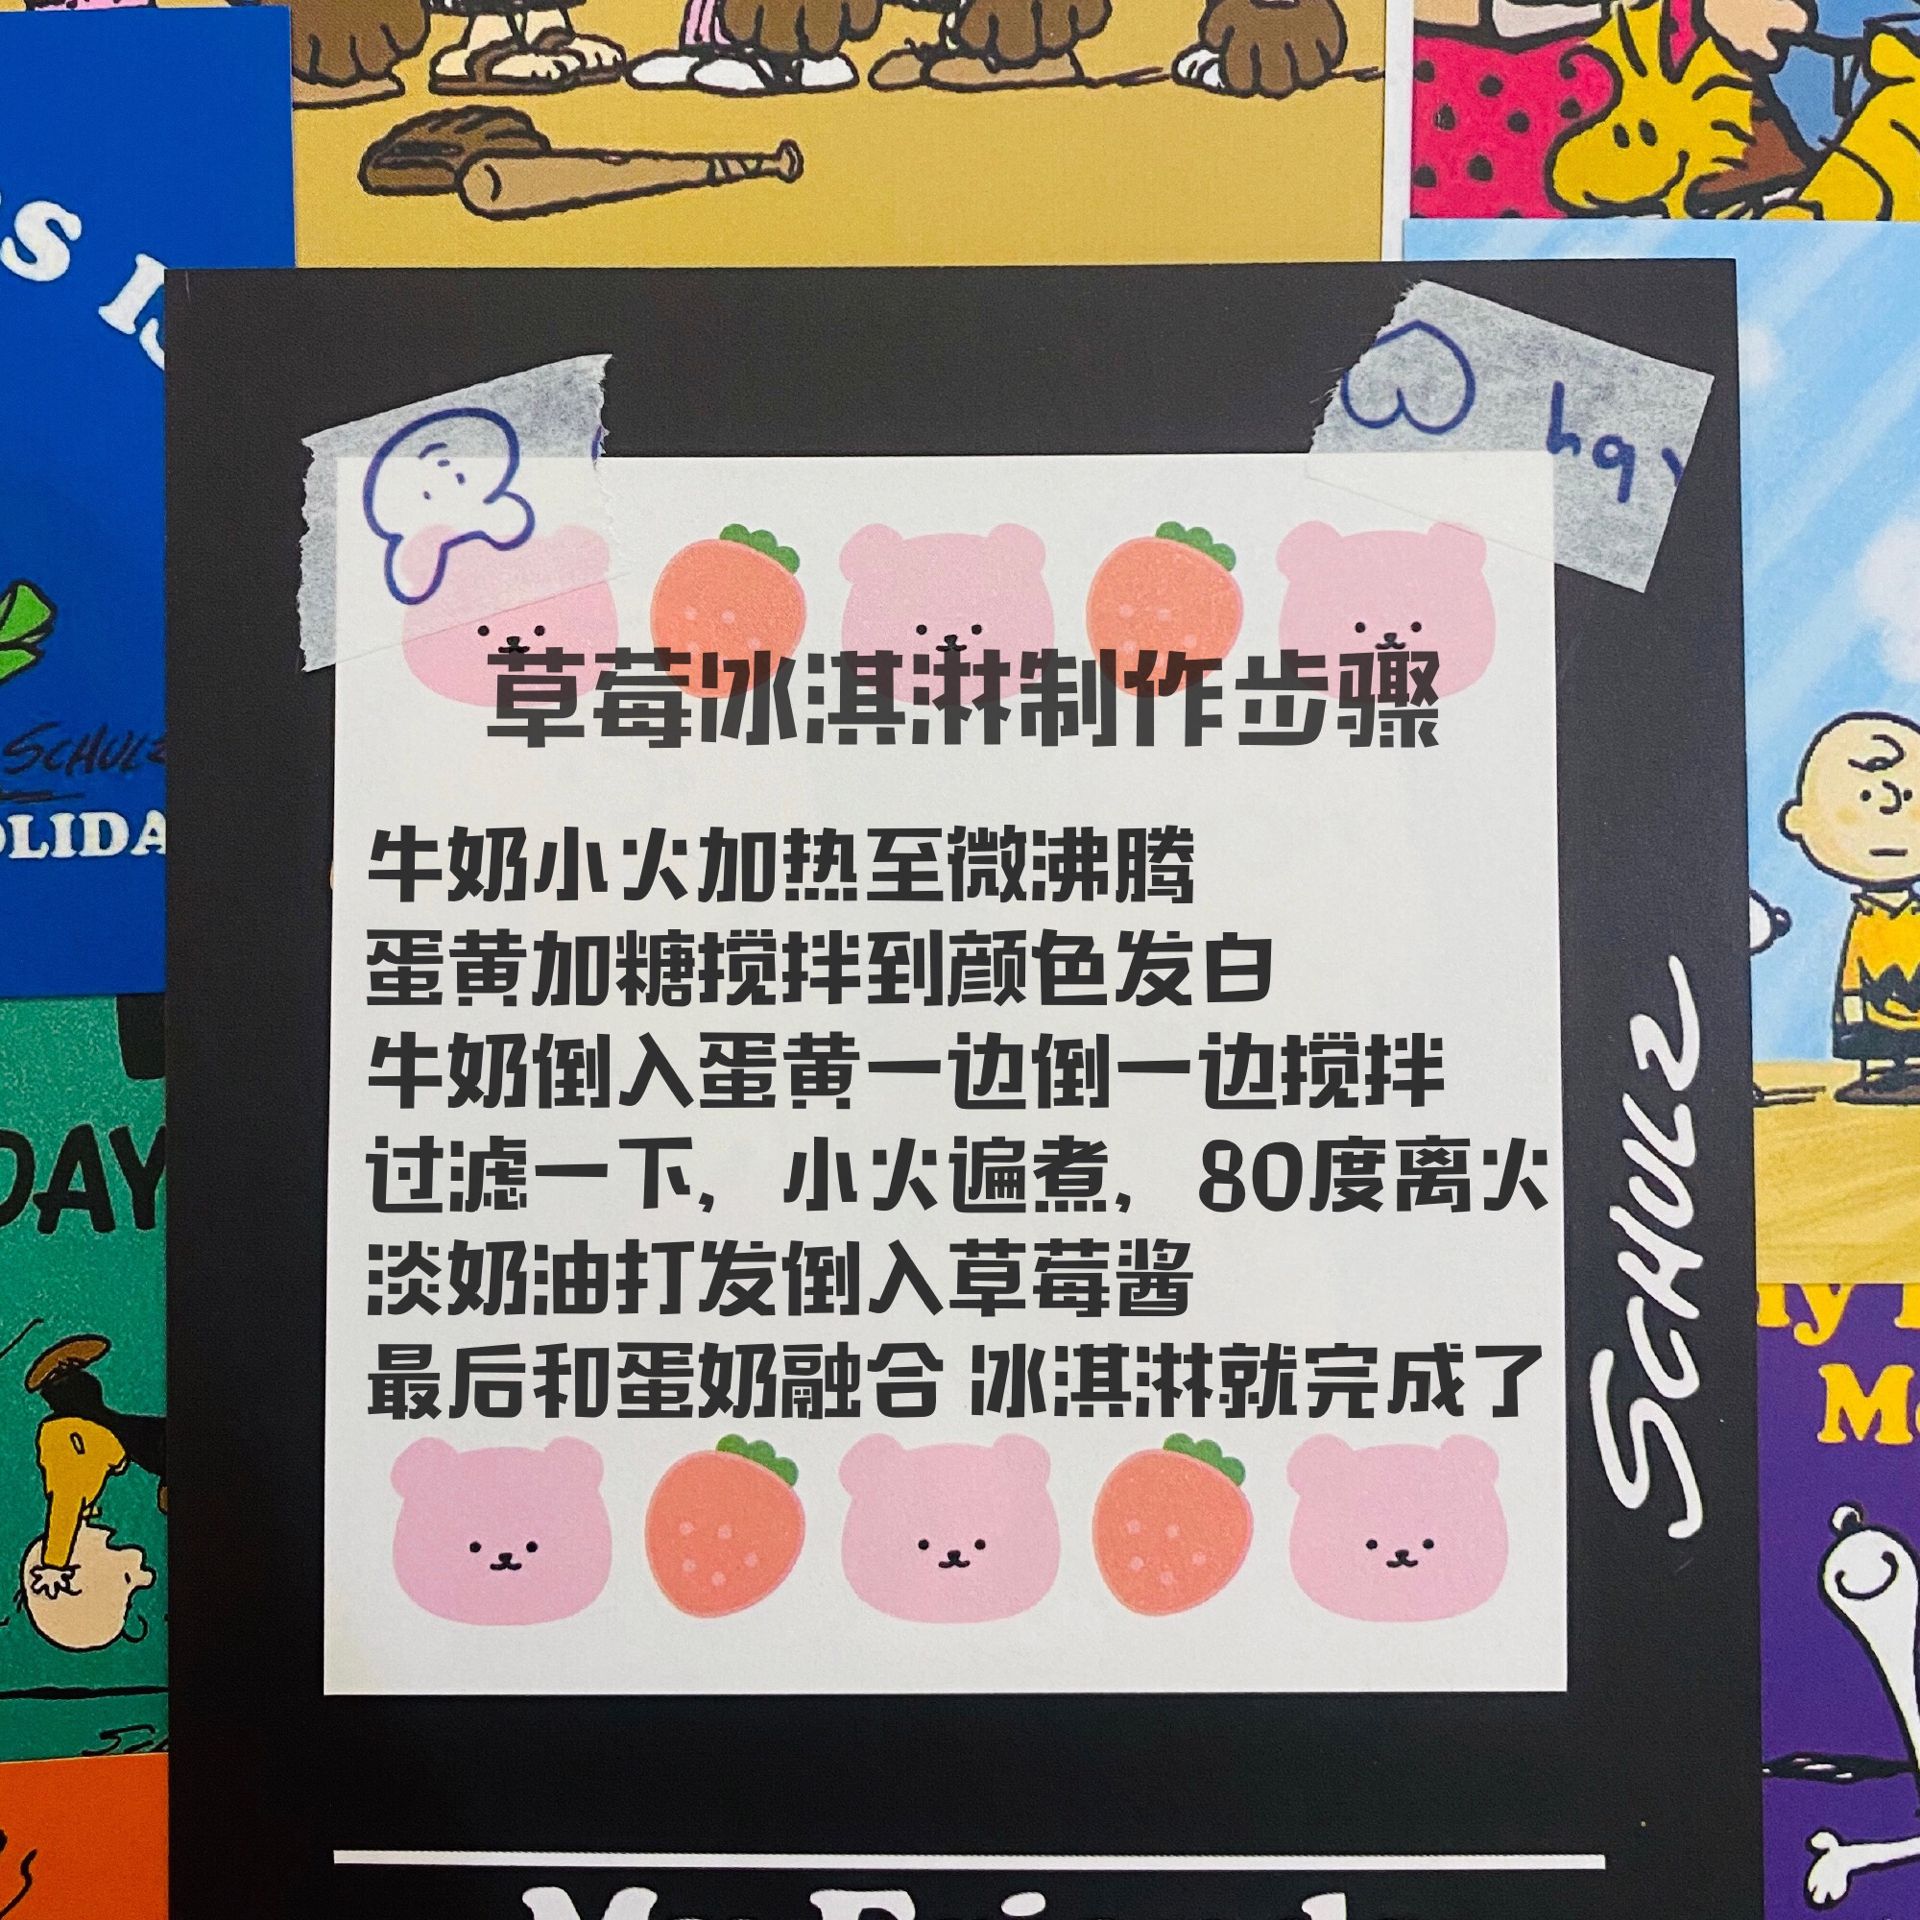 S IS
SCHULZ
OLIDA
DAY
hay
草莓冰淇淋制作步骤
牛奶小火加热至微沸腾
蛋黄加糖搅拌到颜色发白
牛奶倒入蛋黄一边倒一边搅拌
过滤一下，小火遍煮，80度离火
淡奶油打发倒入草莓酱
最后和蛋奶融合 冰淇淋就完成了
SCHULZ
My Friends